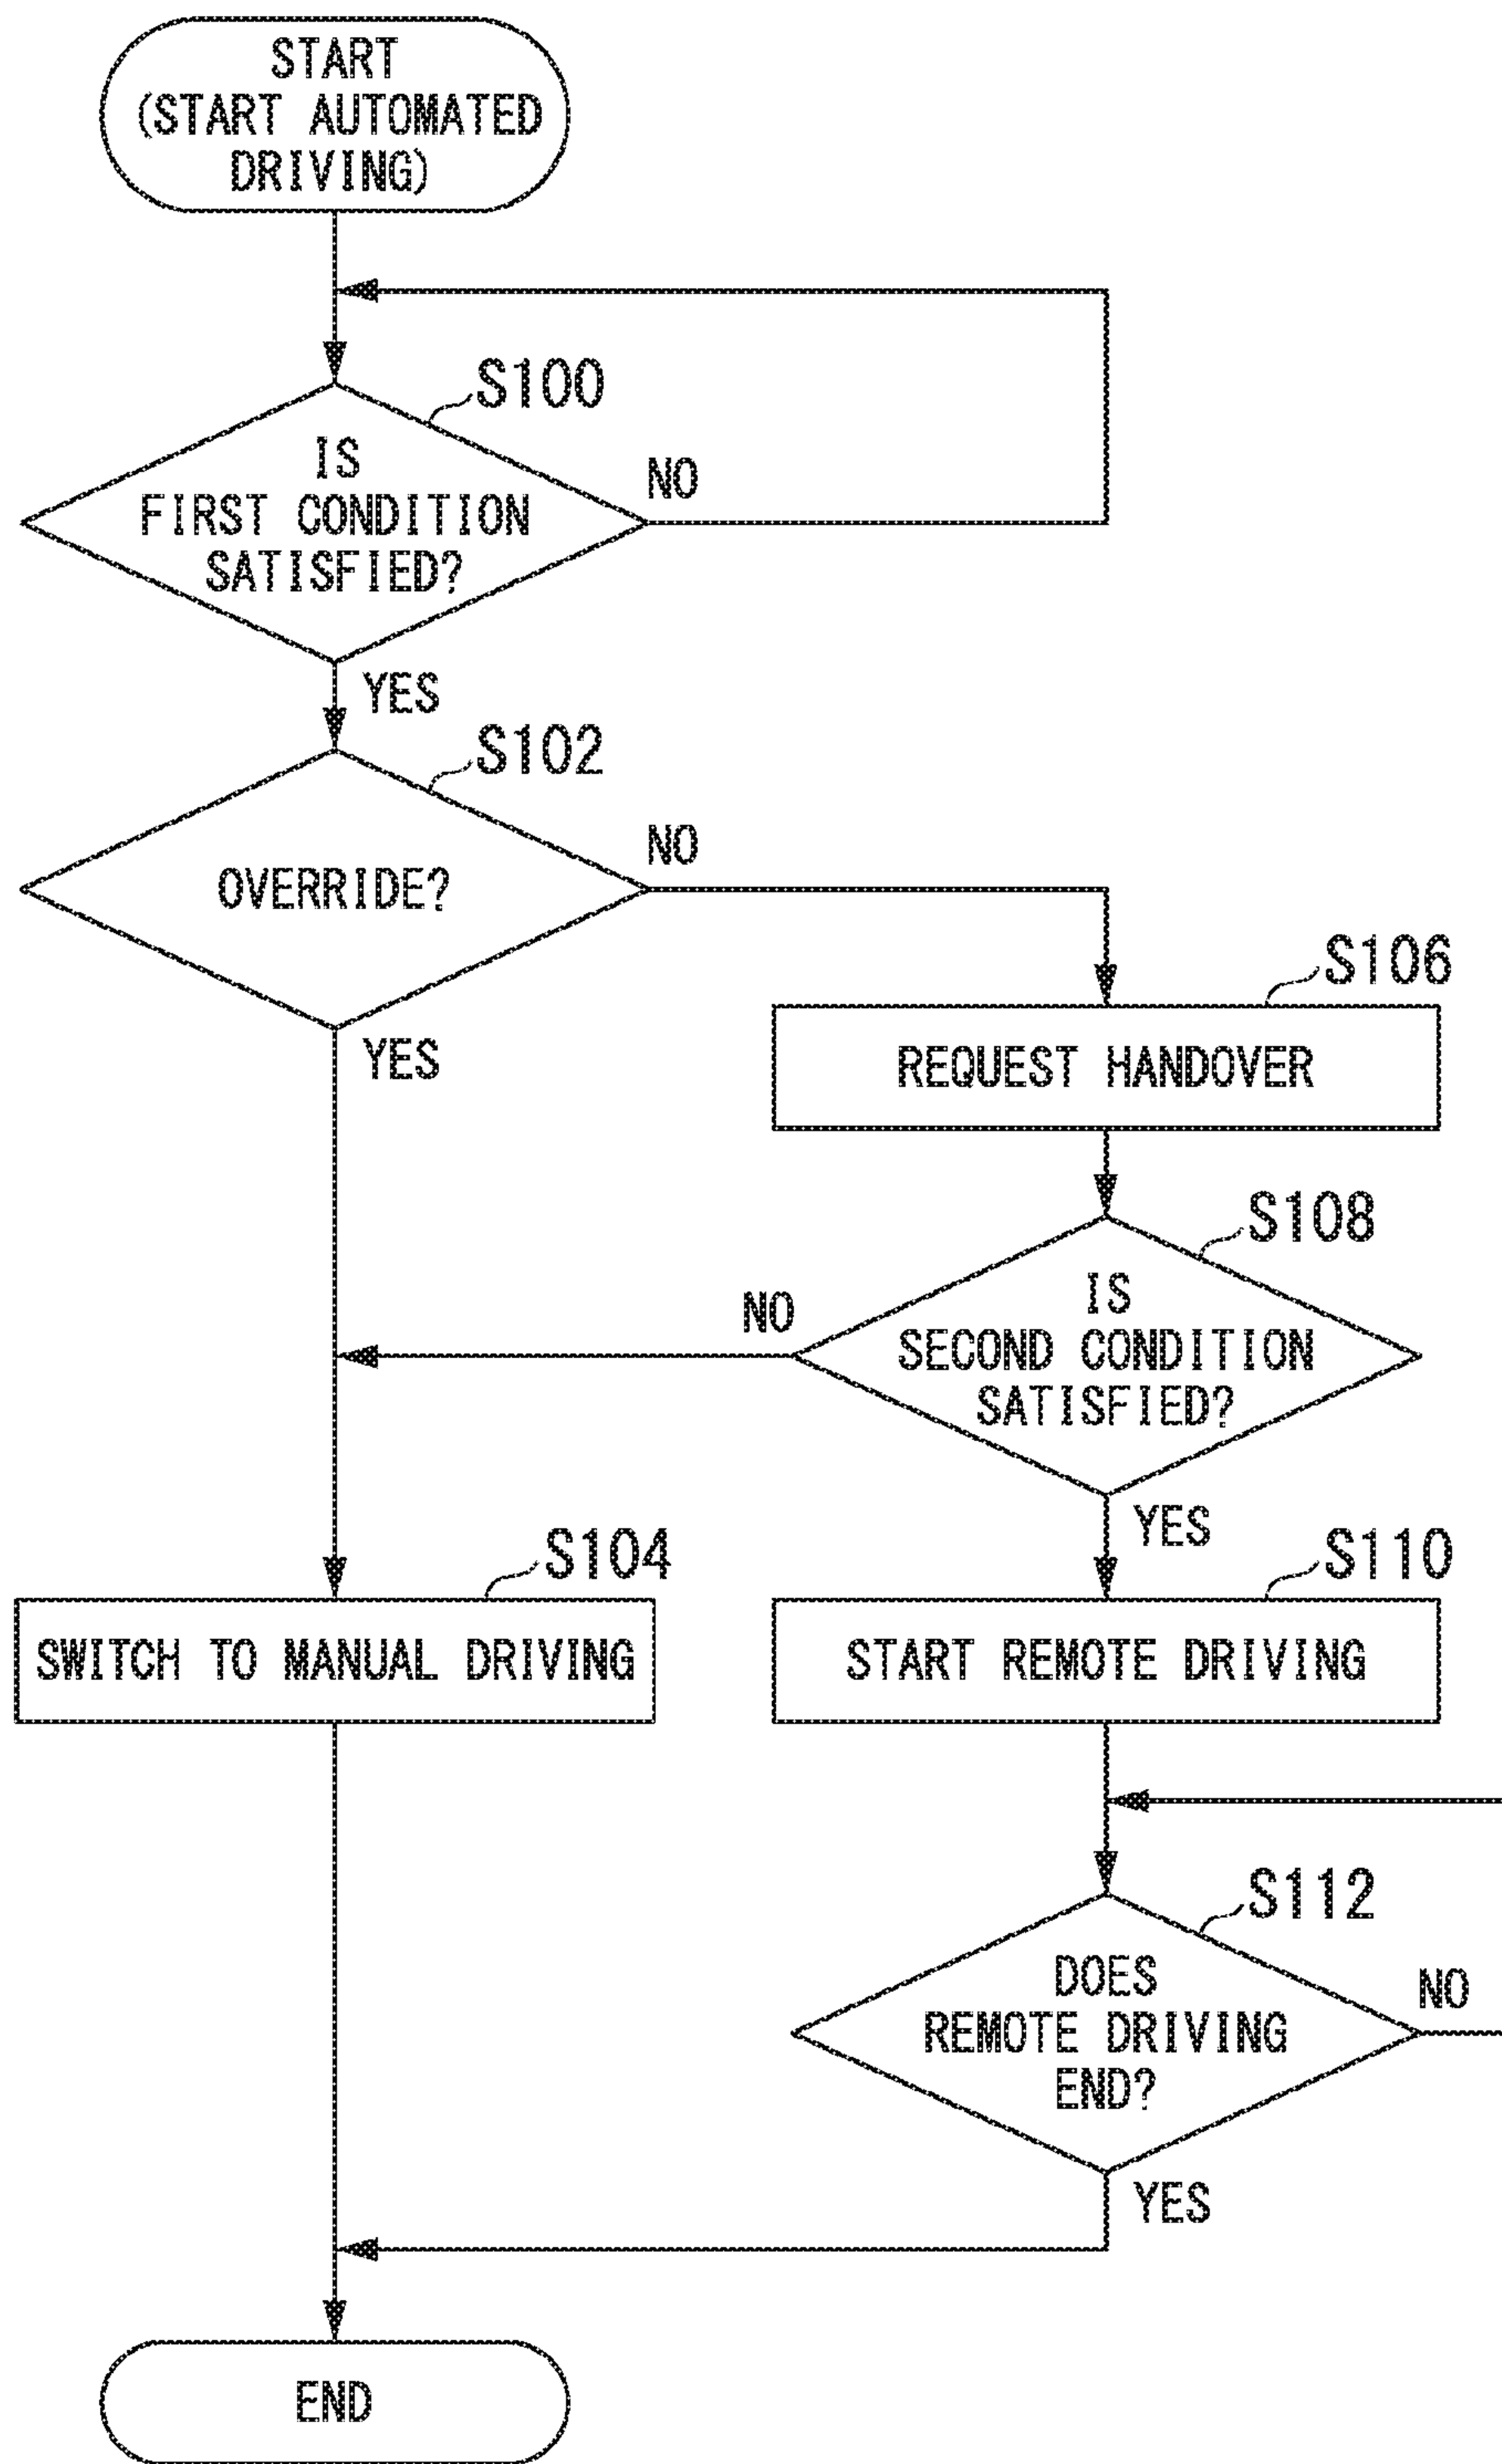 START
(START AUTOMATED
DRIVING)
S100
IS
FIRST CONDITION
SATISFIED?
NO
YES
S102
OVERRIDE?
NO
YES
S106
REQUEST HANDOVER
S108
IS
SECOND CONDITION
SATISFIED?
NO
YES
S104
SWITCH TO MANUAL DRIVING
S110
START REMOTE DRIVING
S112
DOES
REMOTE DRIVING
END?
NO
YES
END